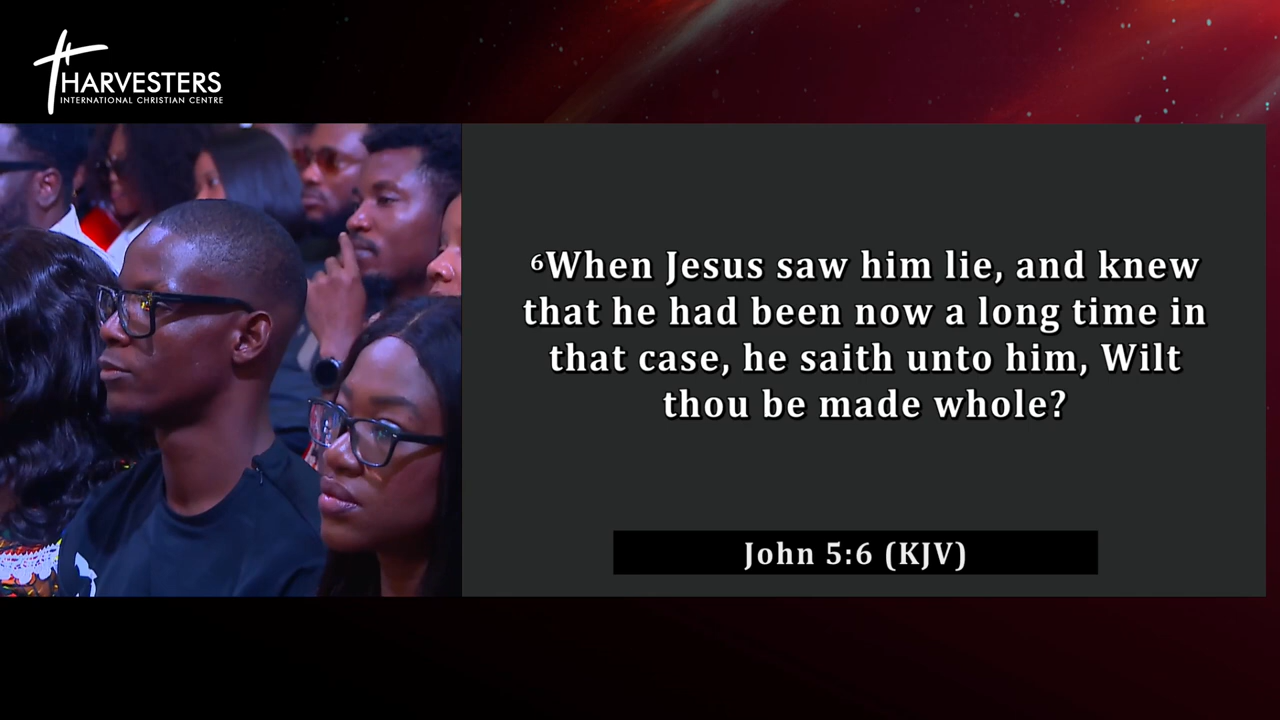 HARVESTERS
INTERNATIONAL CHRISTIAN CENTRE
⁶When Jesus saw him lie, and knew
that he had been now a long time in
that case, he saith unto him, Wilt
thou be made whole?
John 5:6 (KJV)